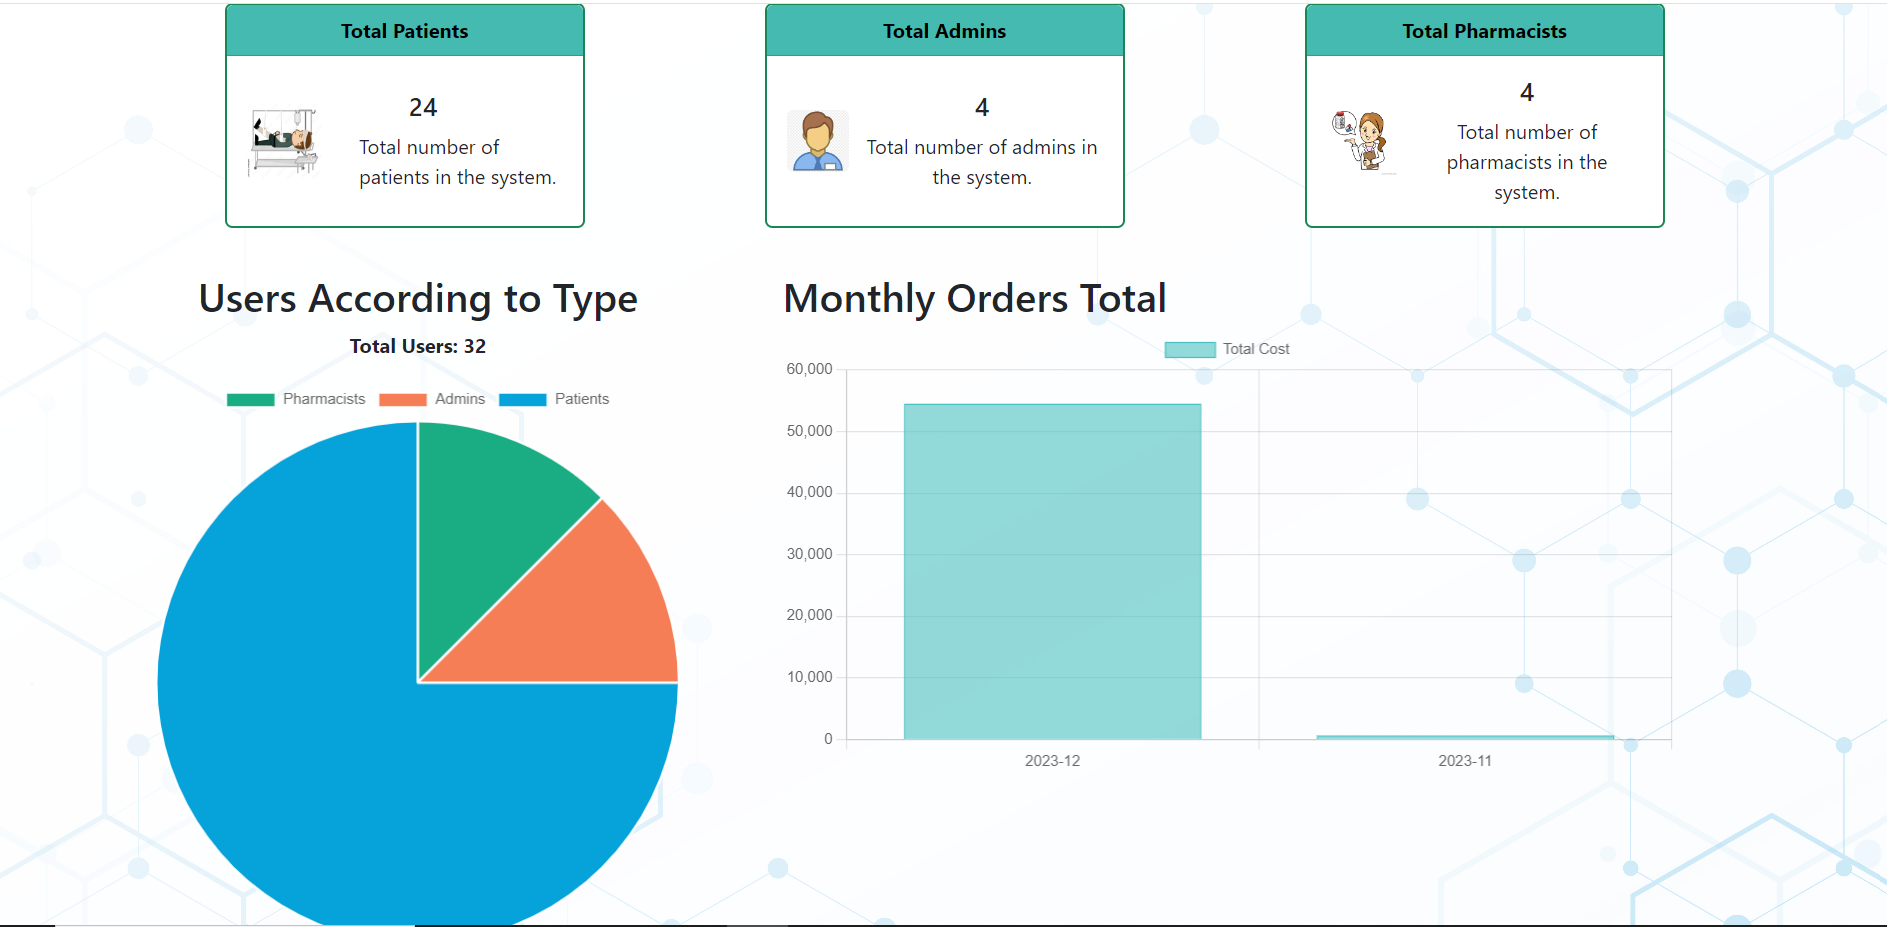 Total Patients
24
Total number of
patients in the system.
Total Admins
4
Total number of admins in
the system.
Total Pharmacists
4
Total number of
pharmacists in the
system.
Users According to Type
Total Users: 32
Pharmacists
Admins
Patients
Monthly Orders Total
Total Cost
60,000
50,000
40,000
30,000
20,000
10,000
0
2023-12
2023-11